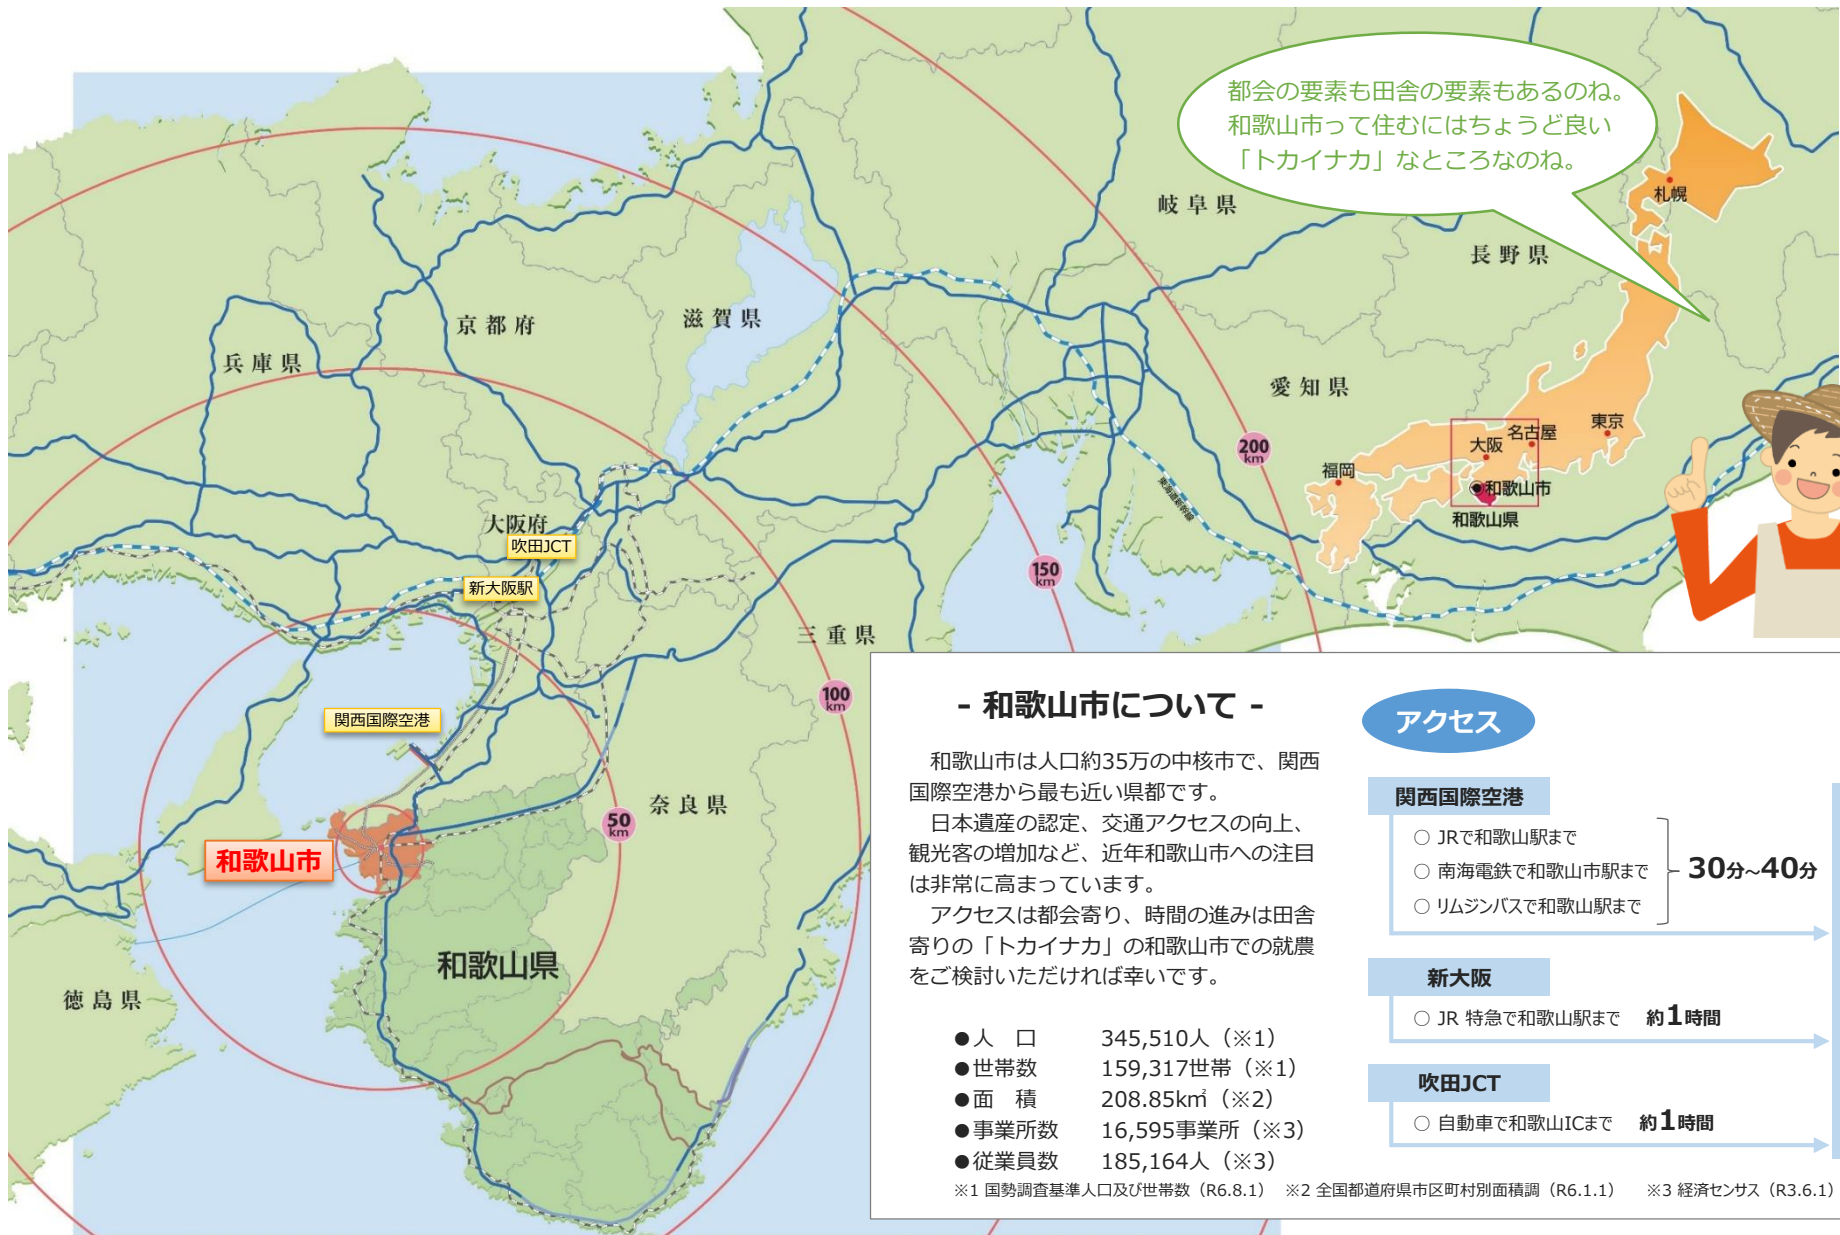 都会の要素も田舎の要素もあるのね。
和歌山市って住むにはちょうど良い
「トカイナカ」なところなのね。
札幌
岐阜県
長野県
京都府
滋賀県
兵庫県
愛知県
東京
名古屋
大阪
福岡
和歌山市
和歌山県
200
km
東海道新幹線
大阪府
吹田JCT
新大阪駅
150
km
三重県
100
km
関西国際空港
奈良県
50
km
和歌山市
和歌山県
徳島県
- 和歌山市について -
和歌山市は人口約35万の中核市で、関西
国際空港から最も近い県都です。
日本遺産の認定、交通アクセスの向上、
観光客の増加など、近年和歌山市への注目
は非常に高まっています。
アクセスは都会寄り、時間の進みは田舎
寄りの「トカイナカ」の和歌山市での就農
をご検討いただければ幸いです。
●人　口　345,510人（※1）
●世帯数　159,317世帯（※1）
●面　積　208.85k㎡（※2）
●事業所数　16,595事業所（※3）
●従業員数　185,164人（※3）
アクセス
関西国際空港
○ JRで和歌山駅まで
○ 南海電鉄で和歌山市駅まで
○ リムジンバスで和歌山駅まで
30分~40分
新大阪
○ JR 特急で和歌山駅まで　約1時間
吹田JCT
○ 自動車で和歌山ICまで　約1時間
※1 国勢調査基準人口及び世帯数（R6.8.1）　※2 全国都道府県市区町村別面積調（R6.1.1）　※3 経済センサス（R3.6.1）